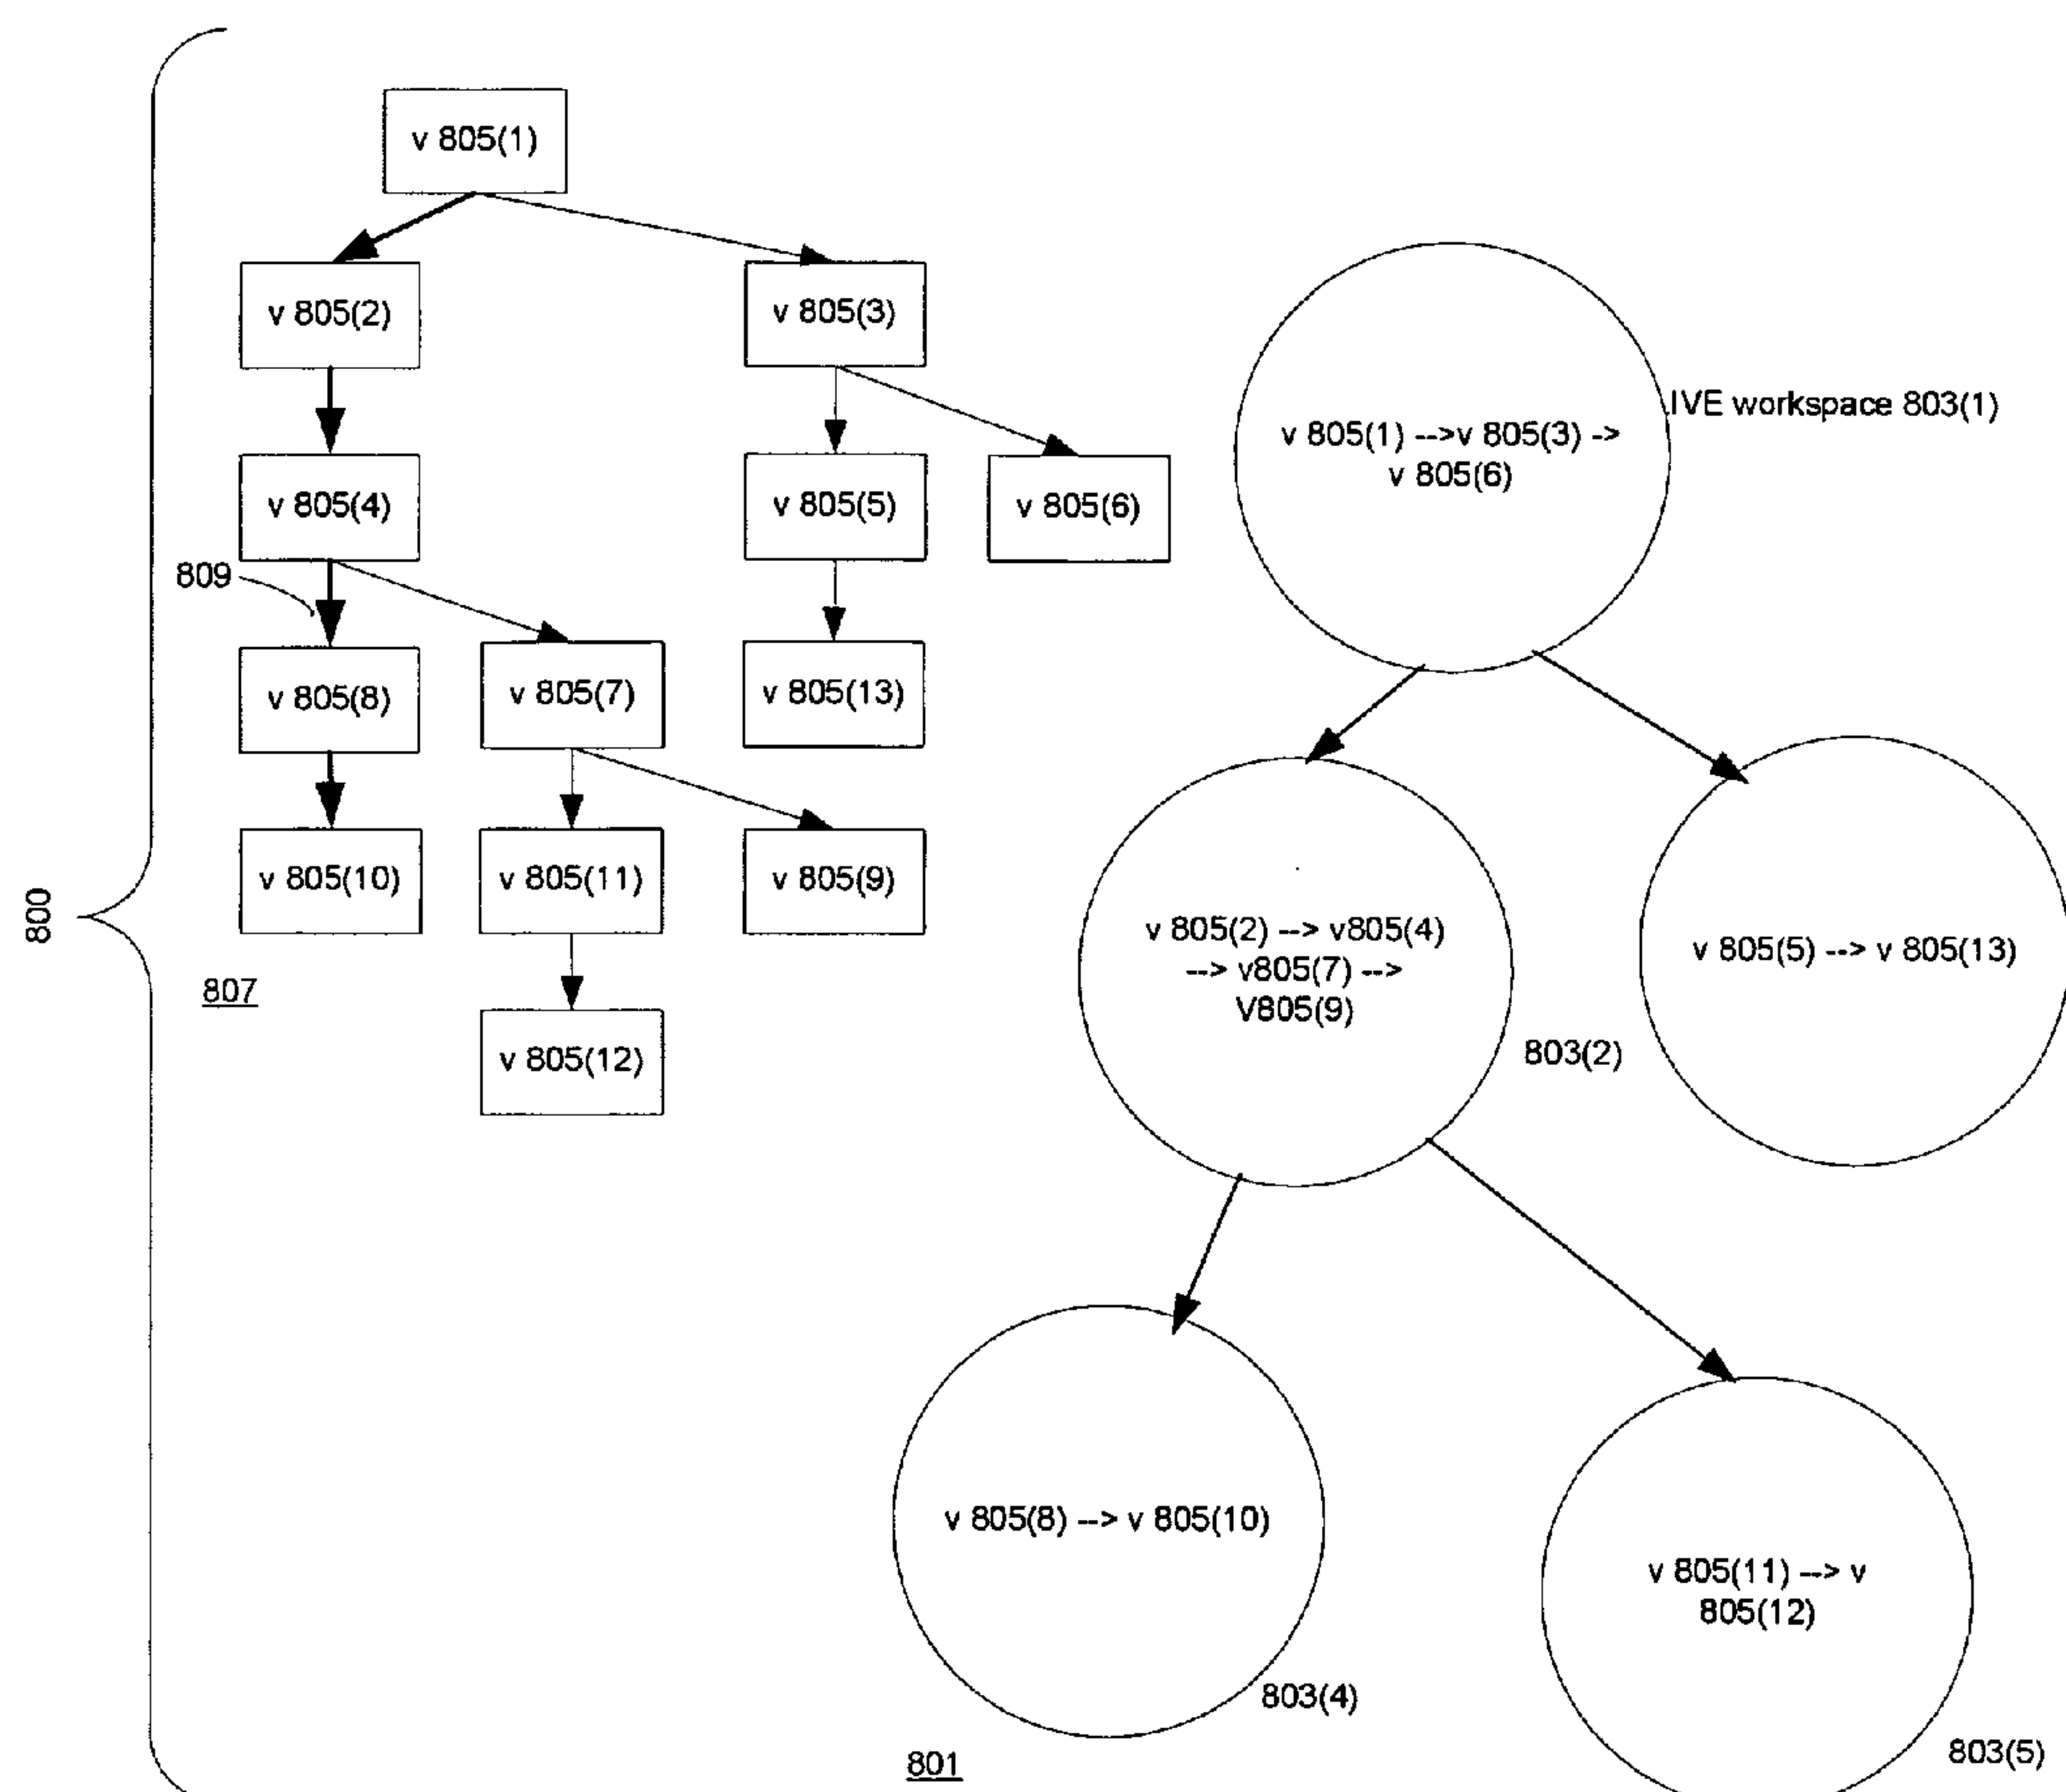 v 805(1)
v 805(2)
v 805(3)
LIVE workspace 803(1)
v 805(1) -->v 805(3) ->
v 805(6)
v 805(4)
v 805(5)
v 805(6)
809
v 805(8)
v 805(7)
v 805(13)
v 805(10)
v 805(11)
v 805(9)
800
v 805(2) --> v805(4)
--> v805(7) -->
V805(9)
v 805(5) --> v 805(13)
807
803(2)
v 805(12)
v 805(8) --> v 805(10)
v 805(11) --> v
805(12)
803(4)
803(5)
801